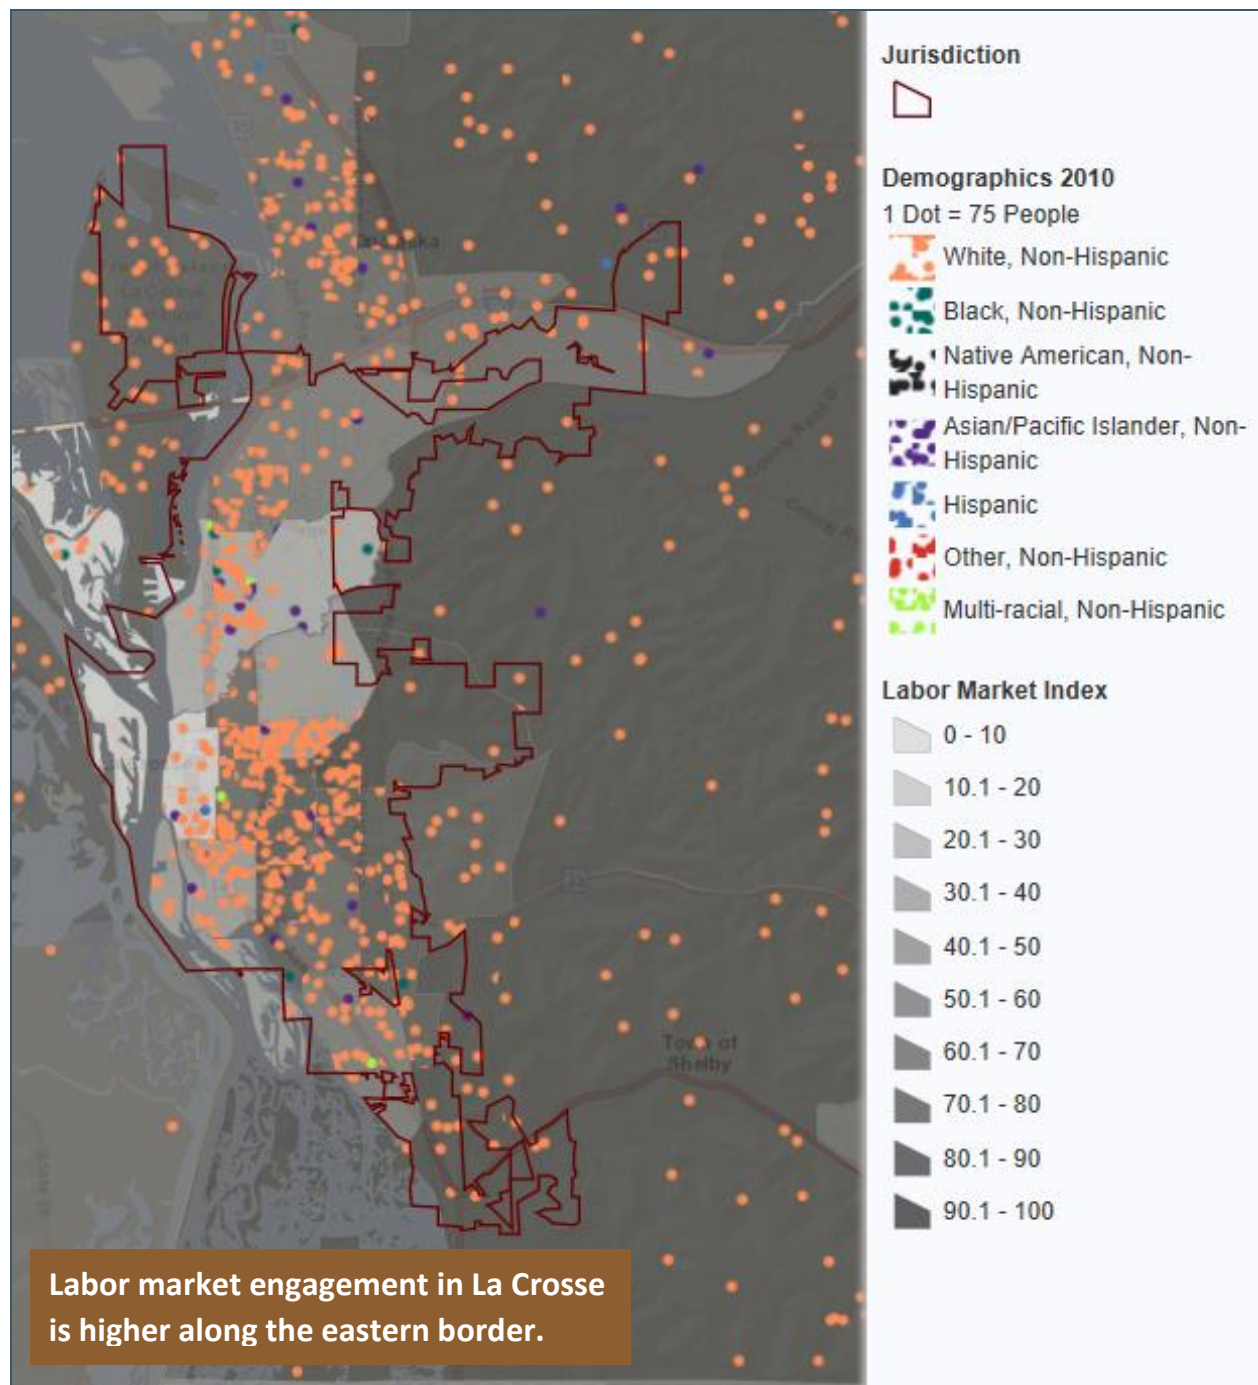 Jurisdiction
Demographics 2010
1 Dot = 75 People
White, Non-Hispanic
Black, Non-Hispanic
Native American, Non-
Hispanic
Asian/Pacific Islander, Non-
Hispanic
Hispanic
Other, Non-Hispanic
Multi-racial, Non-Hispanic
Labor Market Index
0 - 10
10.1 - 20
20.1 - 30
30.1 - 40
40.1 - 50
50.1 - 60
60.1 - 70
70.1 - 80
80.1 - 90
90.1 - 100
Town of
Shelby
Labor market engagement in La Crosse
is higher along the eastern border.